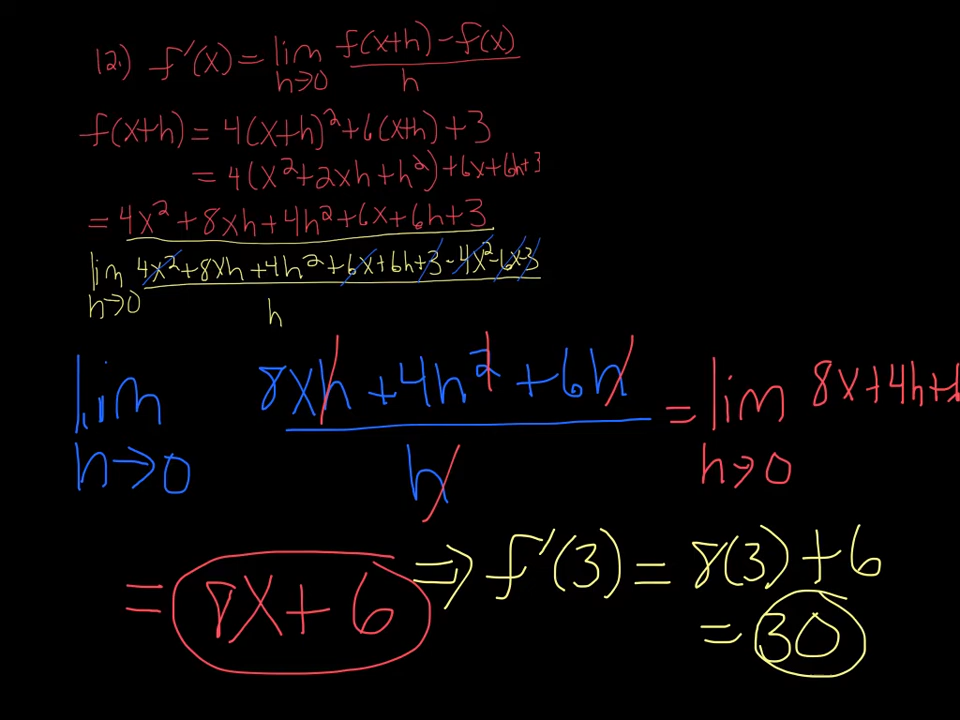 12.) f'(x) = lim h→0 f(x+h) - f(x) / h
f(x+h) = 4(x+h)² + 6(x+h) + 3
= 4(x² + 2xh + h²) + 6x + 6h + 3
= 4x² + 8xh + 4h² + 6x + 6h + 3
lim h→0 4x² + 8xh + 4h² + 6x + 6h + 3 - 4x² - 6x - 3 / h
lim h→0 8xh + 4h² + 6h / h = lim h→0 8x + 4h +
= 8x + 6 ⇒ f'(3) = 8(3) + 6
= 30